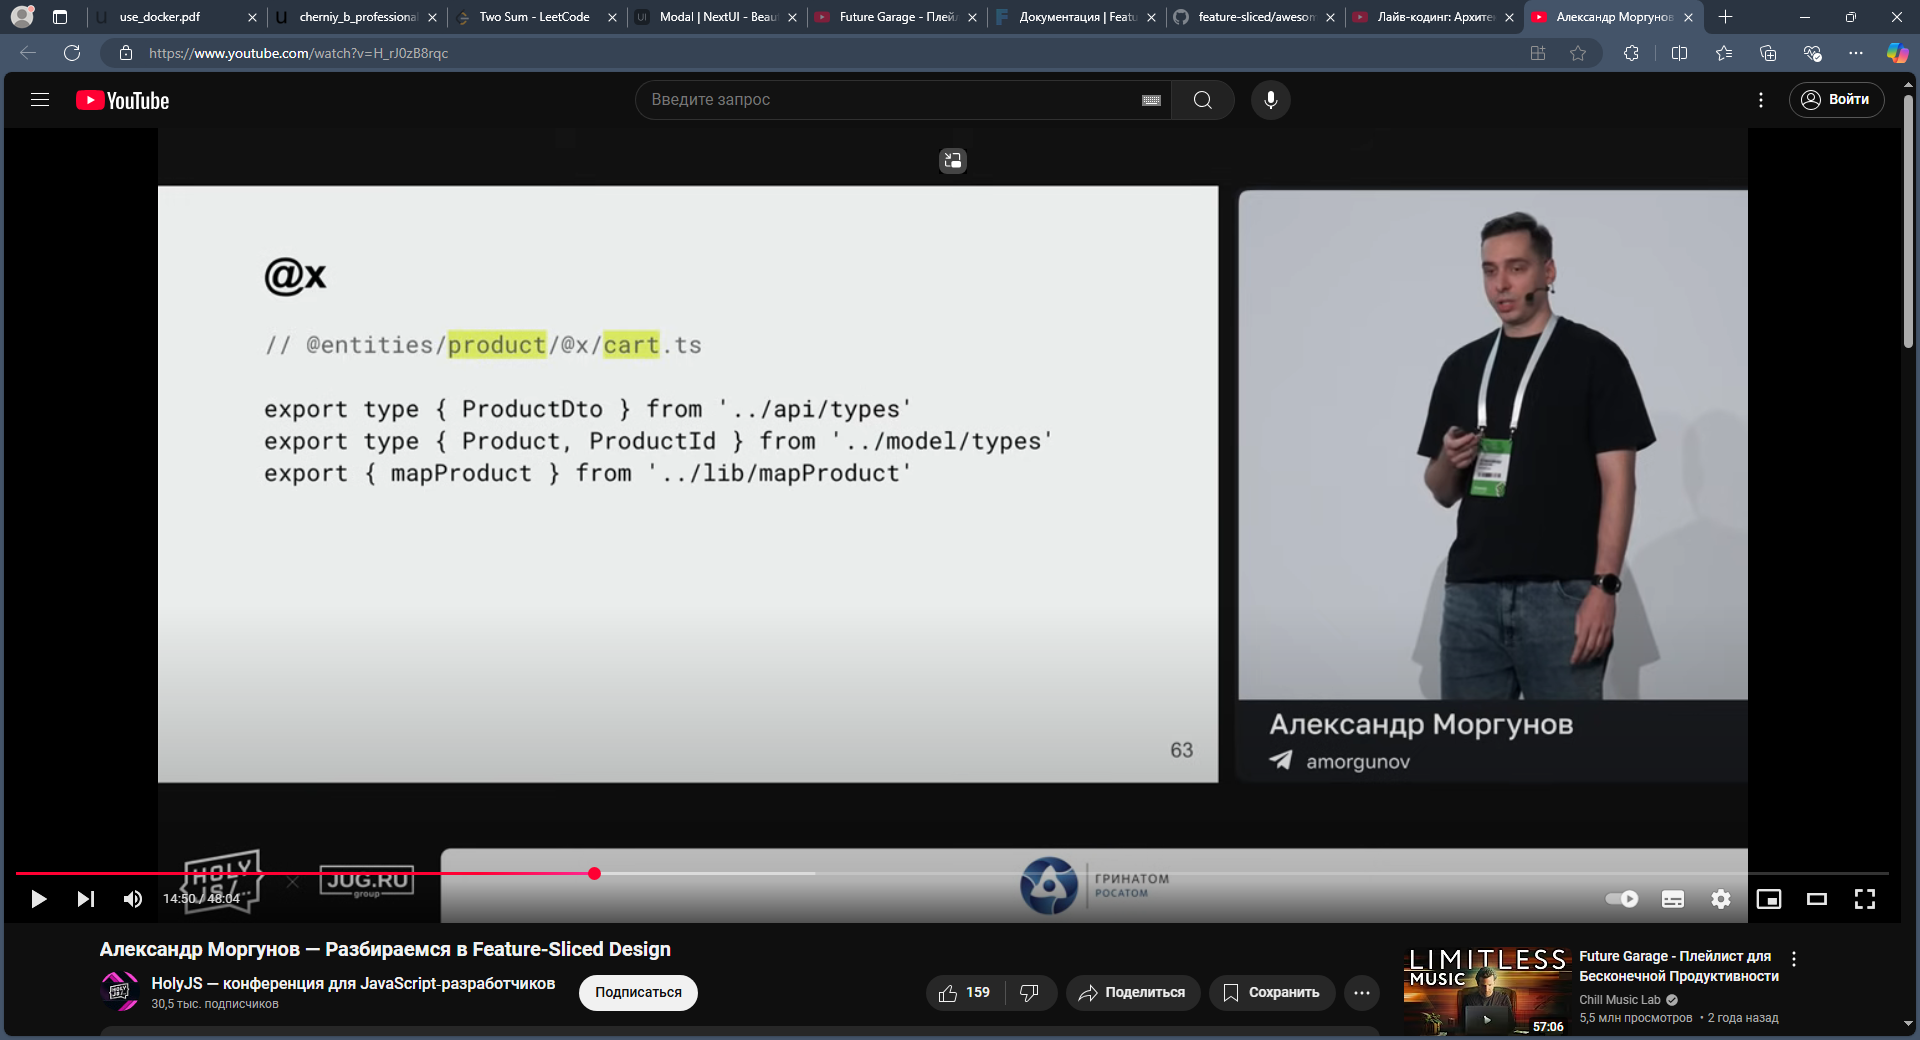 use_docker.pdf
cherniy_b_professional
Two Sum - LeetCode
Modal | NextUI - Beau
Future Garage - Плей
Документация | Featu
feature-sliced/awesom
Лайв-кодинг: Архите
Александр Моргунов
https://www.youtube.com/watch?v=H_rJ0zB8rqc
YouTube
Введите запрос
Войти
@x
// @entities/product/@x/cart.ts
export type { ProductDto } from '../api/types'
export type { Product, ProductId } from '../model/types'
export { mapProduct } from '../lib/mapProduct'
63
Александр Моргунов
amorgunov
HOLY
JS/..
×
JUG.RU
group
ГРИНАТОМ
РОСАТОМ
14:50 / 48:04
Александр Моргунов — Разбираемся в Feature-Sliced Design
HolyJS — конференция для JavaScript-разработчиков
30,5 тыс. подписчиков
Подписаться
159
Поделиться
Сохранить
LIMITLESS
MUSIC
57:06
Future Garage - Плейлист для
Бесконечной Продуктивности
Chill Music Lab
5,5 млн просмотров • 2 года назад